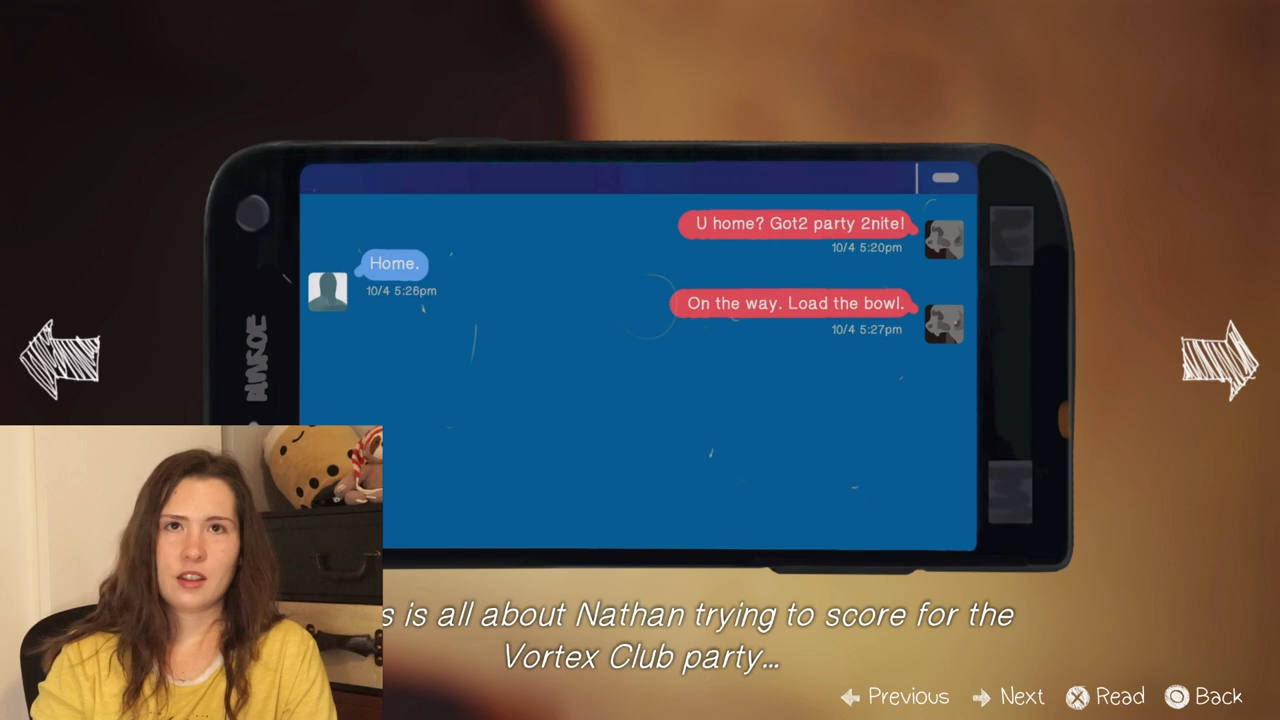 U home? Got2 party 2nite!
10/4 5:20pm
Home.
10/4 5:26pm
On the way. Load the bowl.
10/4 5:27pm
is all about Nathan trying to score for the
Vortex Club party...
Previous Next Read Back